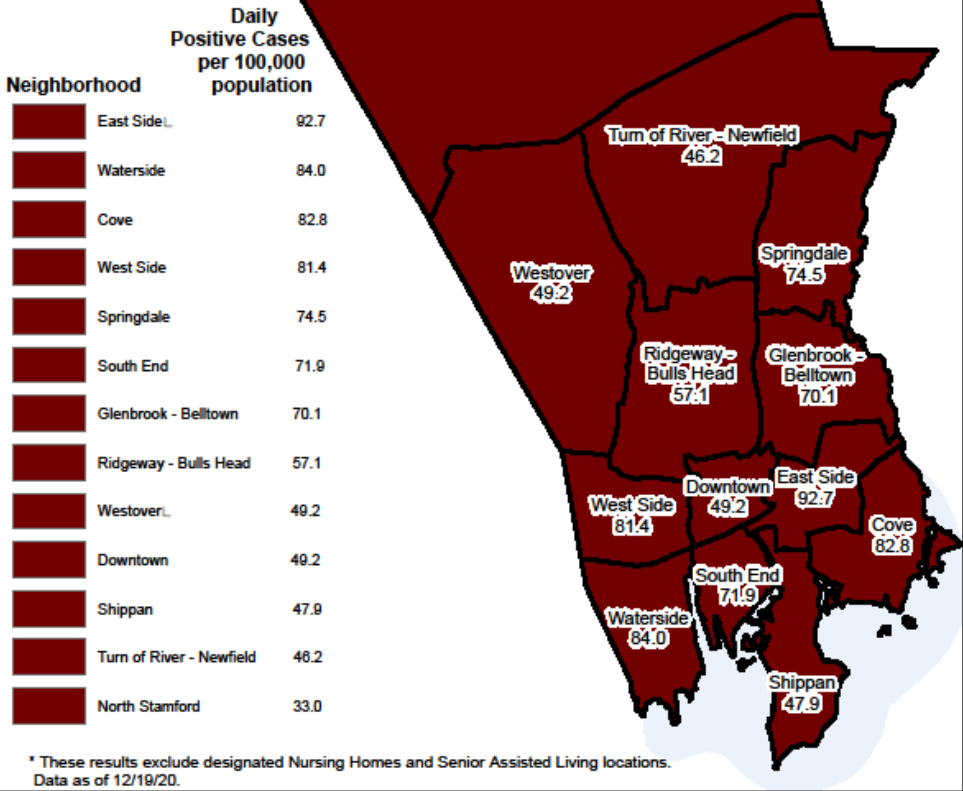 Daily
Positive Cases
per 100,000
Neighborhood population
East Side 92.7
Waterside 84.0
Cove 82.8
West Side 81.4
Springdale 74.5
South End 71.9
Glenbrook - Belltown 70.1
Ridgeway - Bulls Head 57.1
Westover 49.2
Downtown 49.2
Shippan 47.9
Turn of River - Newfield 46.2
North Stamford 33.0
* These results exclude designated Nursing Homes and Senior Assisted Living locations.
Data as of 12/19/20.
Turn of River - Newfield
46.2
Springdale
74.5
Westover
49.2
Ridgeway -
Bulls Head
57.1
Glenbrook -
Belltown
70.1
West Side
81.4
Downtown
49.2
East Side
92.7
Cove
82.8
South End
71.9
Waterside
84.0
Shippan
47.9